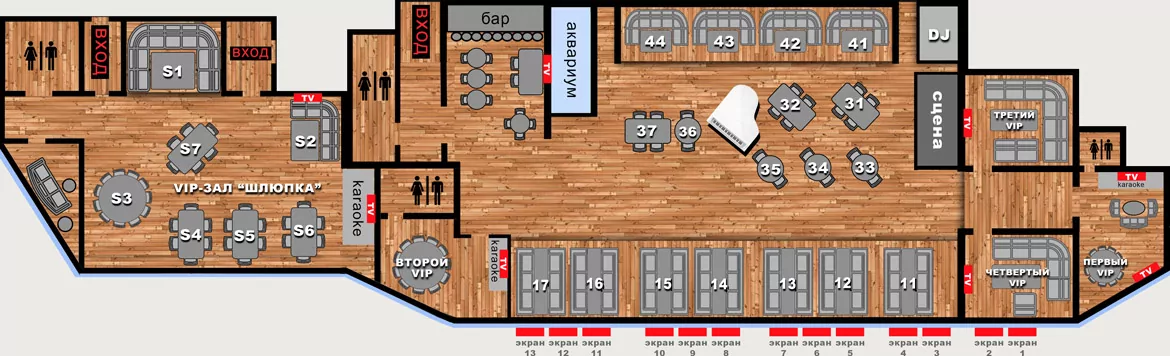 ВХОД
S1
ВХОД
TV
S2
S7
VIP-ЗАЛ "ШЛЮПКА"
S3
S4
S5
S6
karaoke
TV
ВХОД
бар
TV
аквариум
44
43
42
41
DJ
сцена
37
36
32
31
35
34
33
TV
ТРЕТИЙ
VIP
TV
karaoke
ПЕРВЫЙ
VIP
TV
TV
ЧЕТВЕРТЫЙ
VIP
ВТОРОЙ
VIP
karaoke
TV
17
16
15
14
13
12
11
экран
13
экран
12
экран
11
экран
10
экран
9
экран
8
экран
7
экран
6
экран
5
экран
4
экран
3
экран
2
экран
1